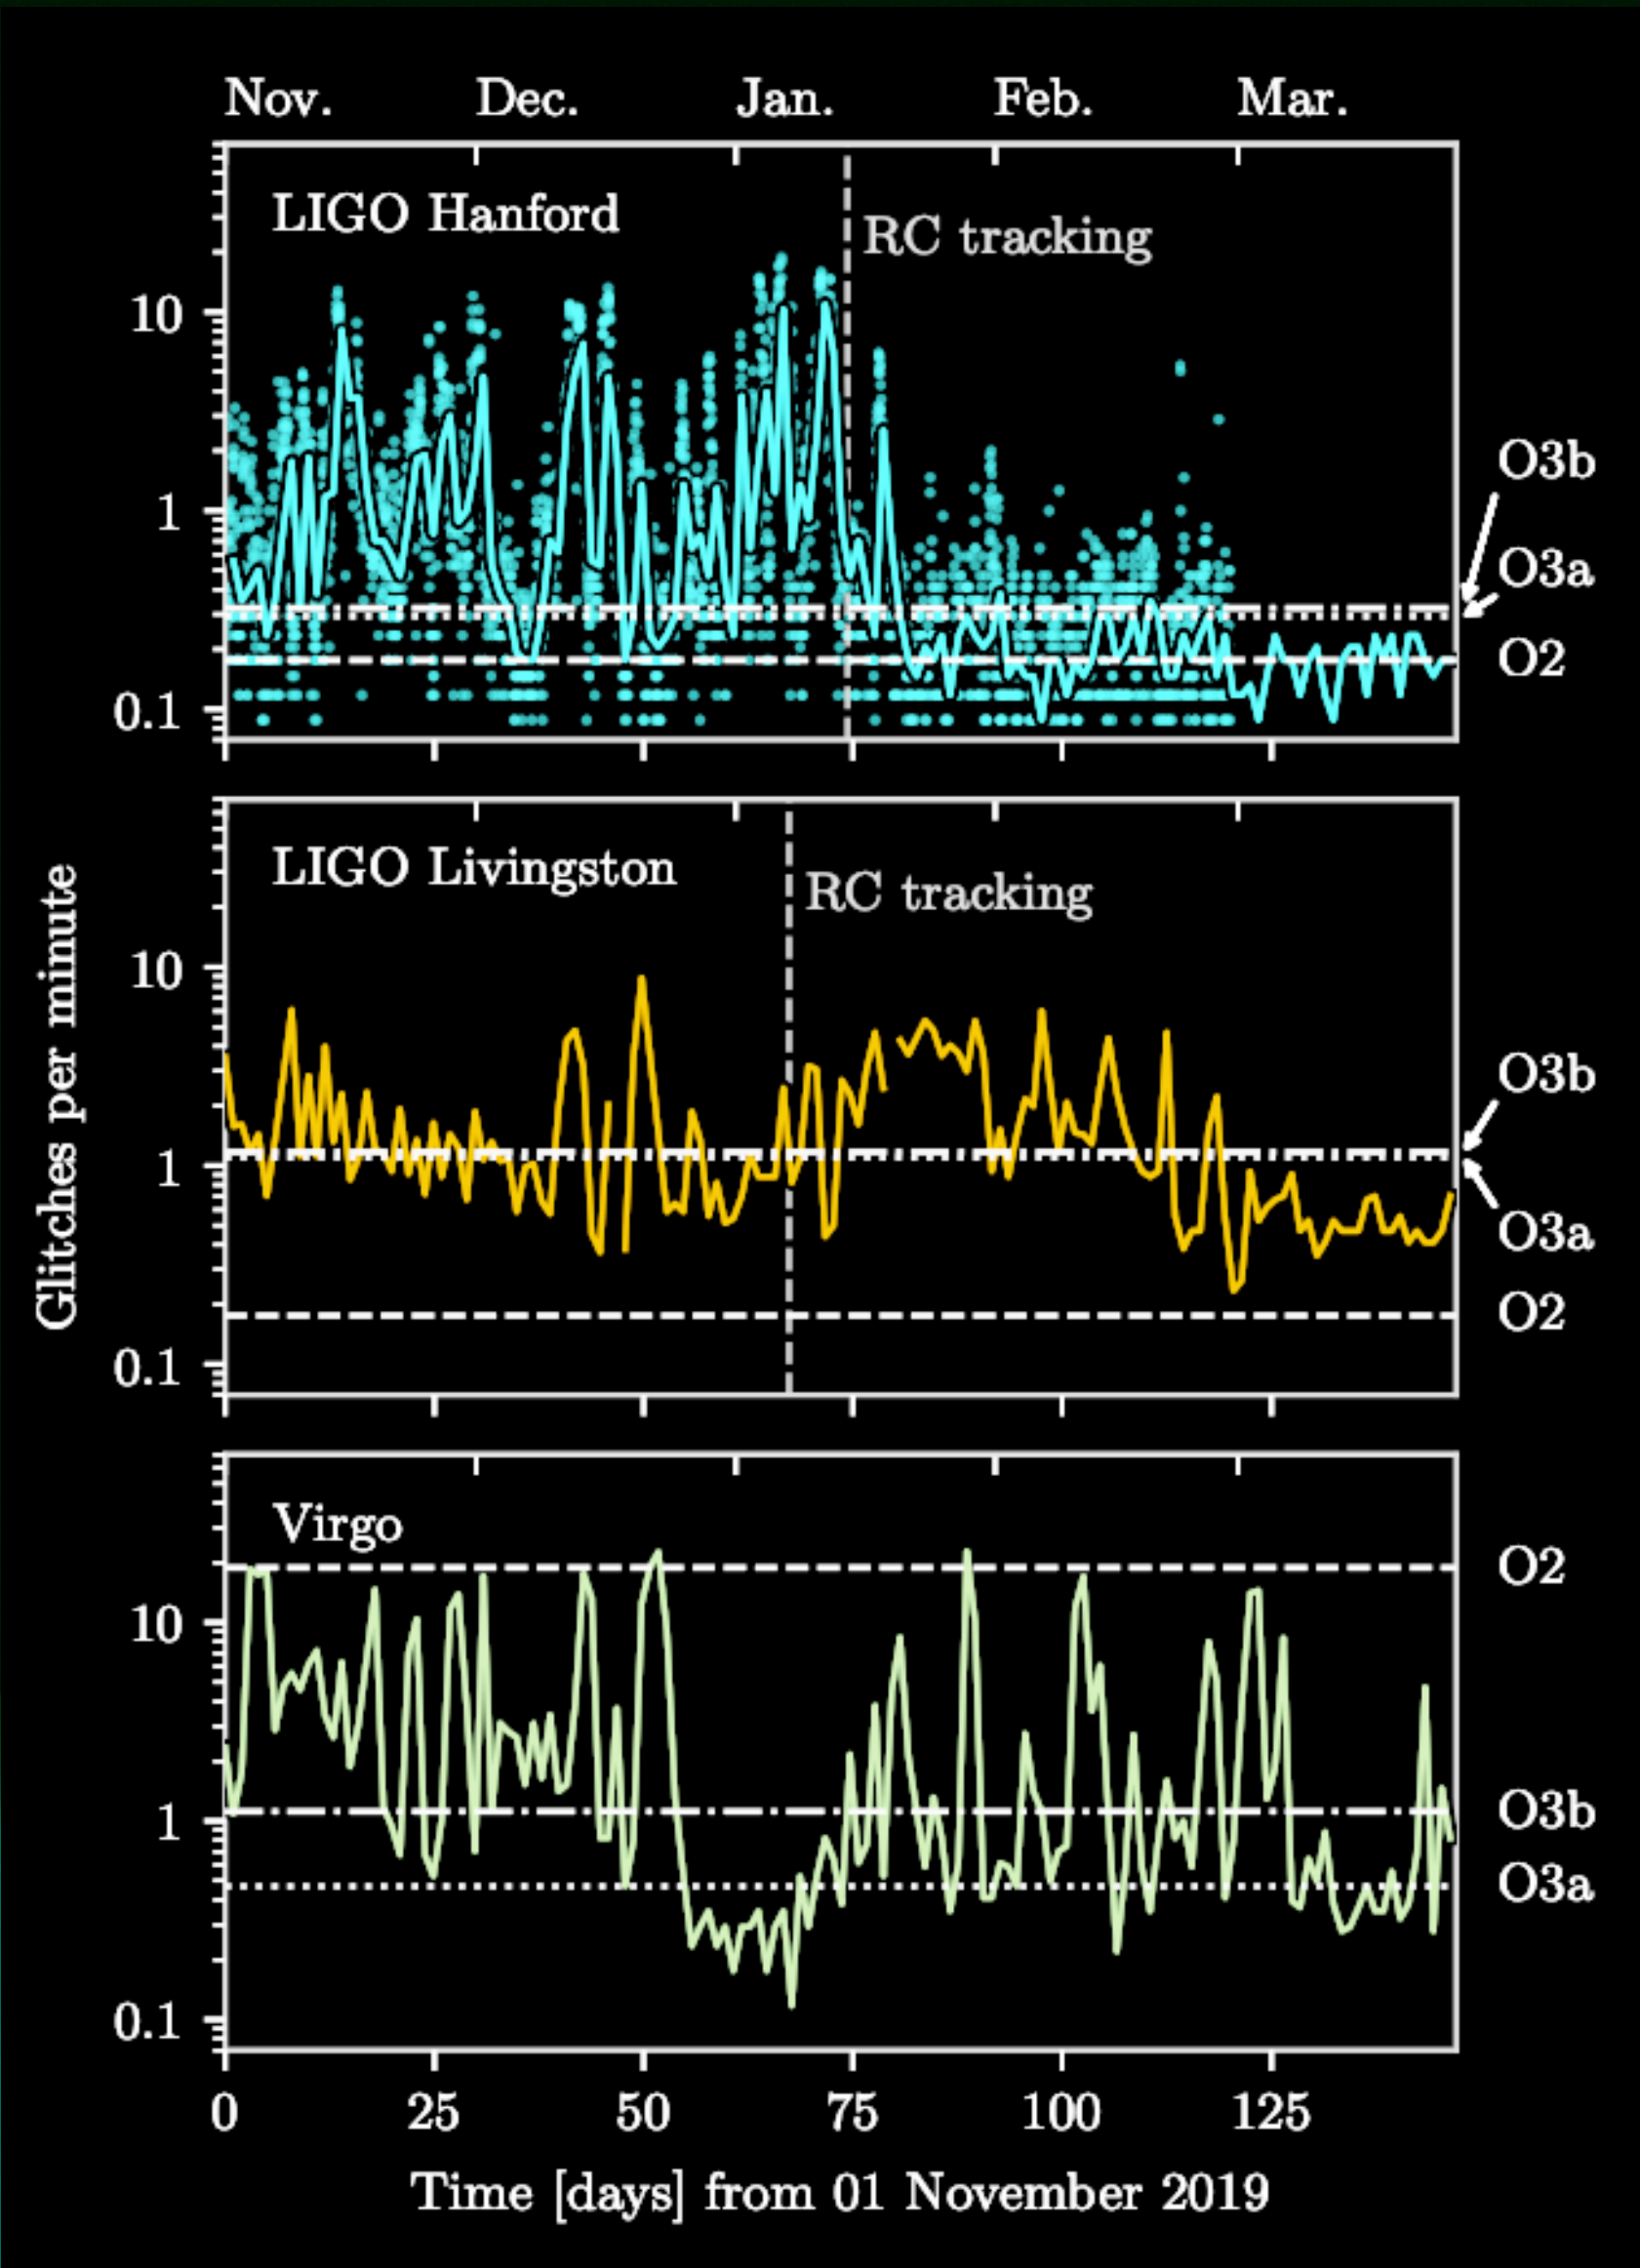 Nov. Dec. Jan. Feb. Mar.
LIGO Hanford
RC tracking
10
1
0.1
O3b
O3a
O2
LIGO Livingston
RC tracking
10
1
0.1
O3b
O3a
O2
Glitches per minute
Virgo
10
1
0.1
O2
O3b
O3a
0 25 50 75 100 125
Time [days] from 01 November 2019